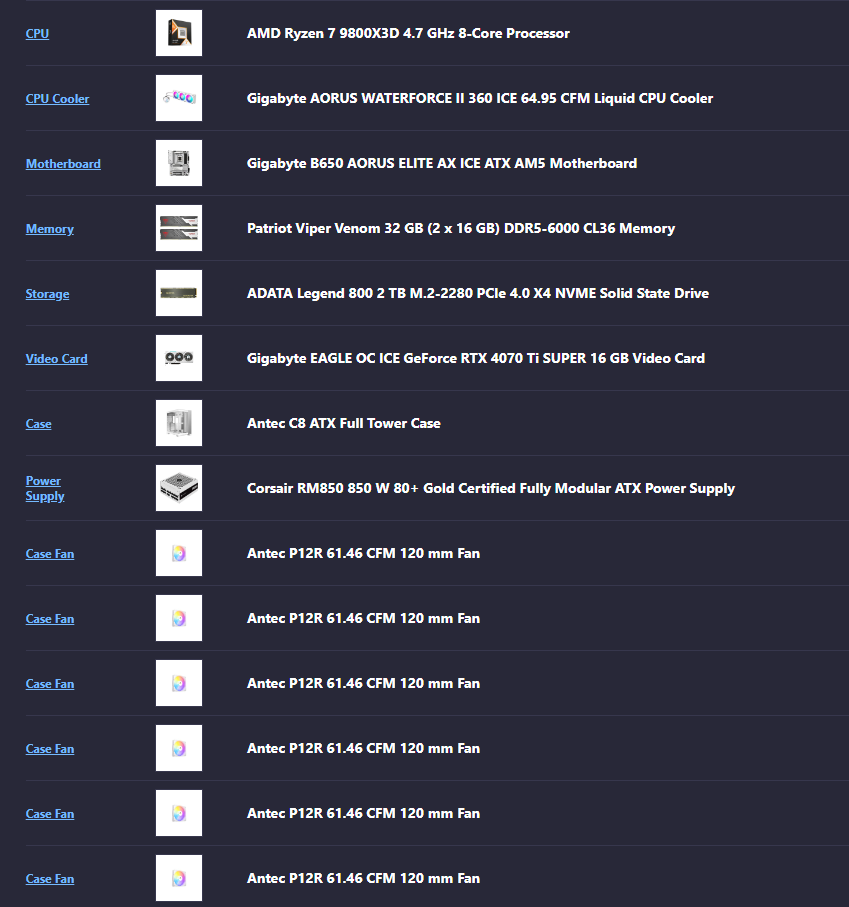 CPU
AMD Ryzen 7 9800X3D 4.7 GHz 8-Core Processor
CPU Cooler
Gigabyte AORUS WATERFORCE II 360 ICE 64.95 CFM Liquid CPU Cooler
Motherboard
Gigabyte B650 AORUS ELITE AX ICE ATX AM5 Motherboard
Memory
Patriot Viper Venom 32 GB (2 x 16 GB) DDR5-6000 CL36 Memory
Storage
ADATA Legend 800 2 TB M.2-2280 PCIe 4.0 X4 NVME Solid State Drive
Video Card
Gigabyte EAGLE OC ICE GeForce RTX 4070 Ti SUPER 16 GB Video Card
Case
Antec C8 ATX Full Tower Case
Power
Supply
Corsair RM850 850 W 80+ Gold Certified Fully Modular ATX Power Supply
Case Fan
Antec P12R 61.46 CFM 120 mm Fan
Case Fan
Antec P12R 61.46 CFM 120 mm Fan
Case Fan
Antec P12R 61.46 CFM 120 mm Fan
Case Fan
Antec P12R 61.46 CFM 120 mm Fan
Case Fan
Antec P12R 61.46 CFM 120 mm Fan
Case Fan
Antec P12R 61.46 CFM 120 mm Fan